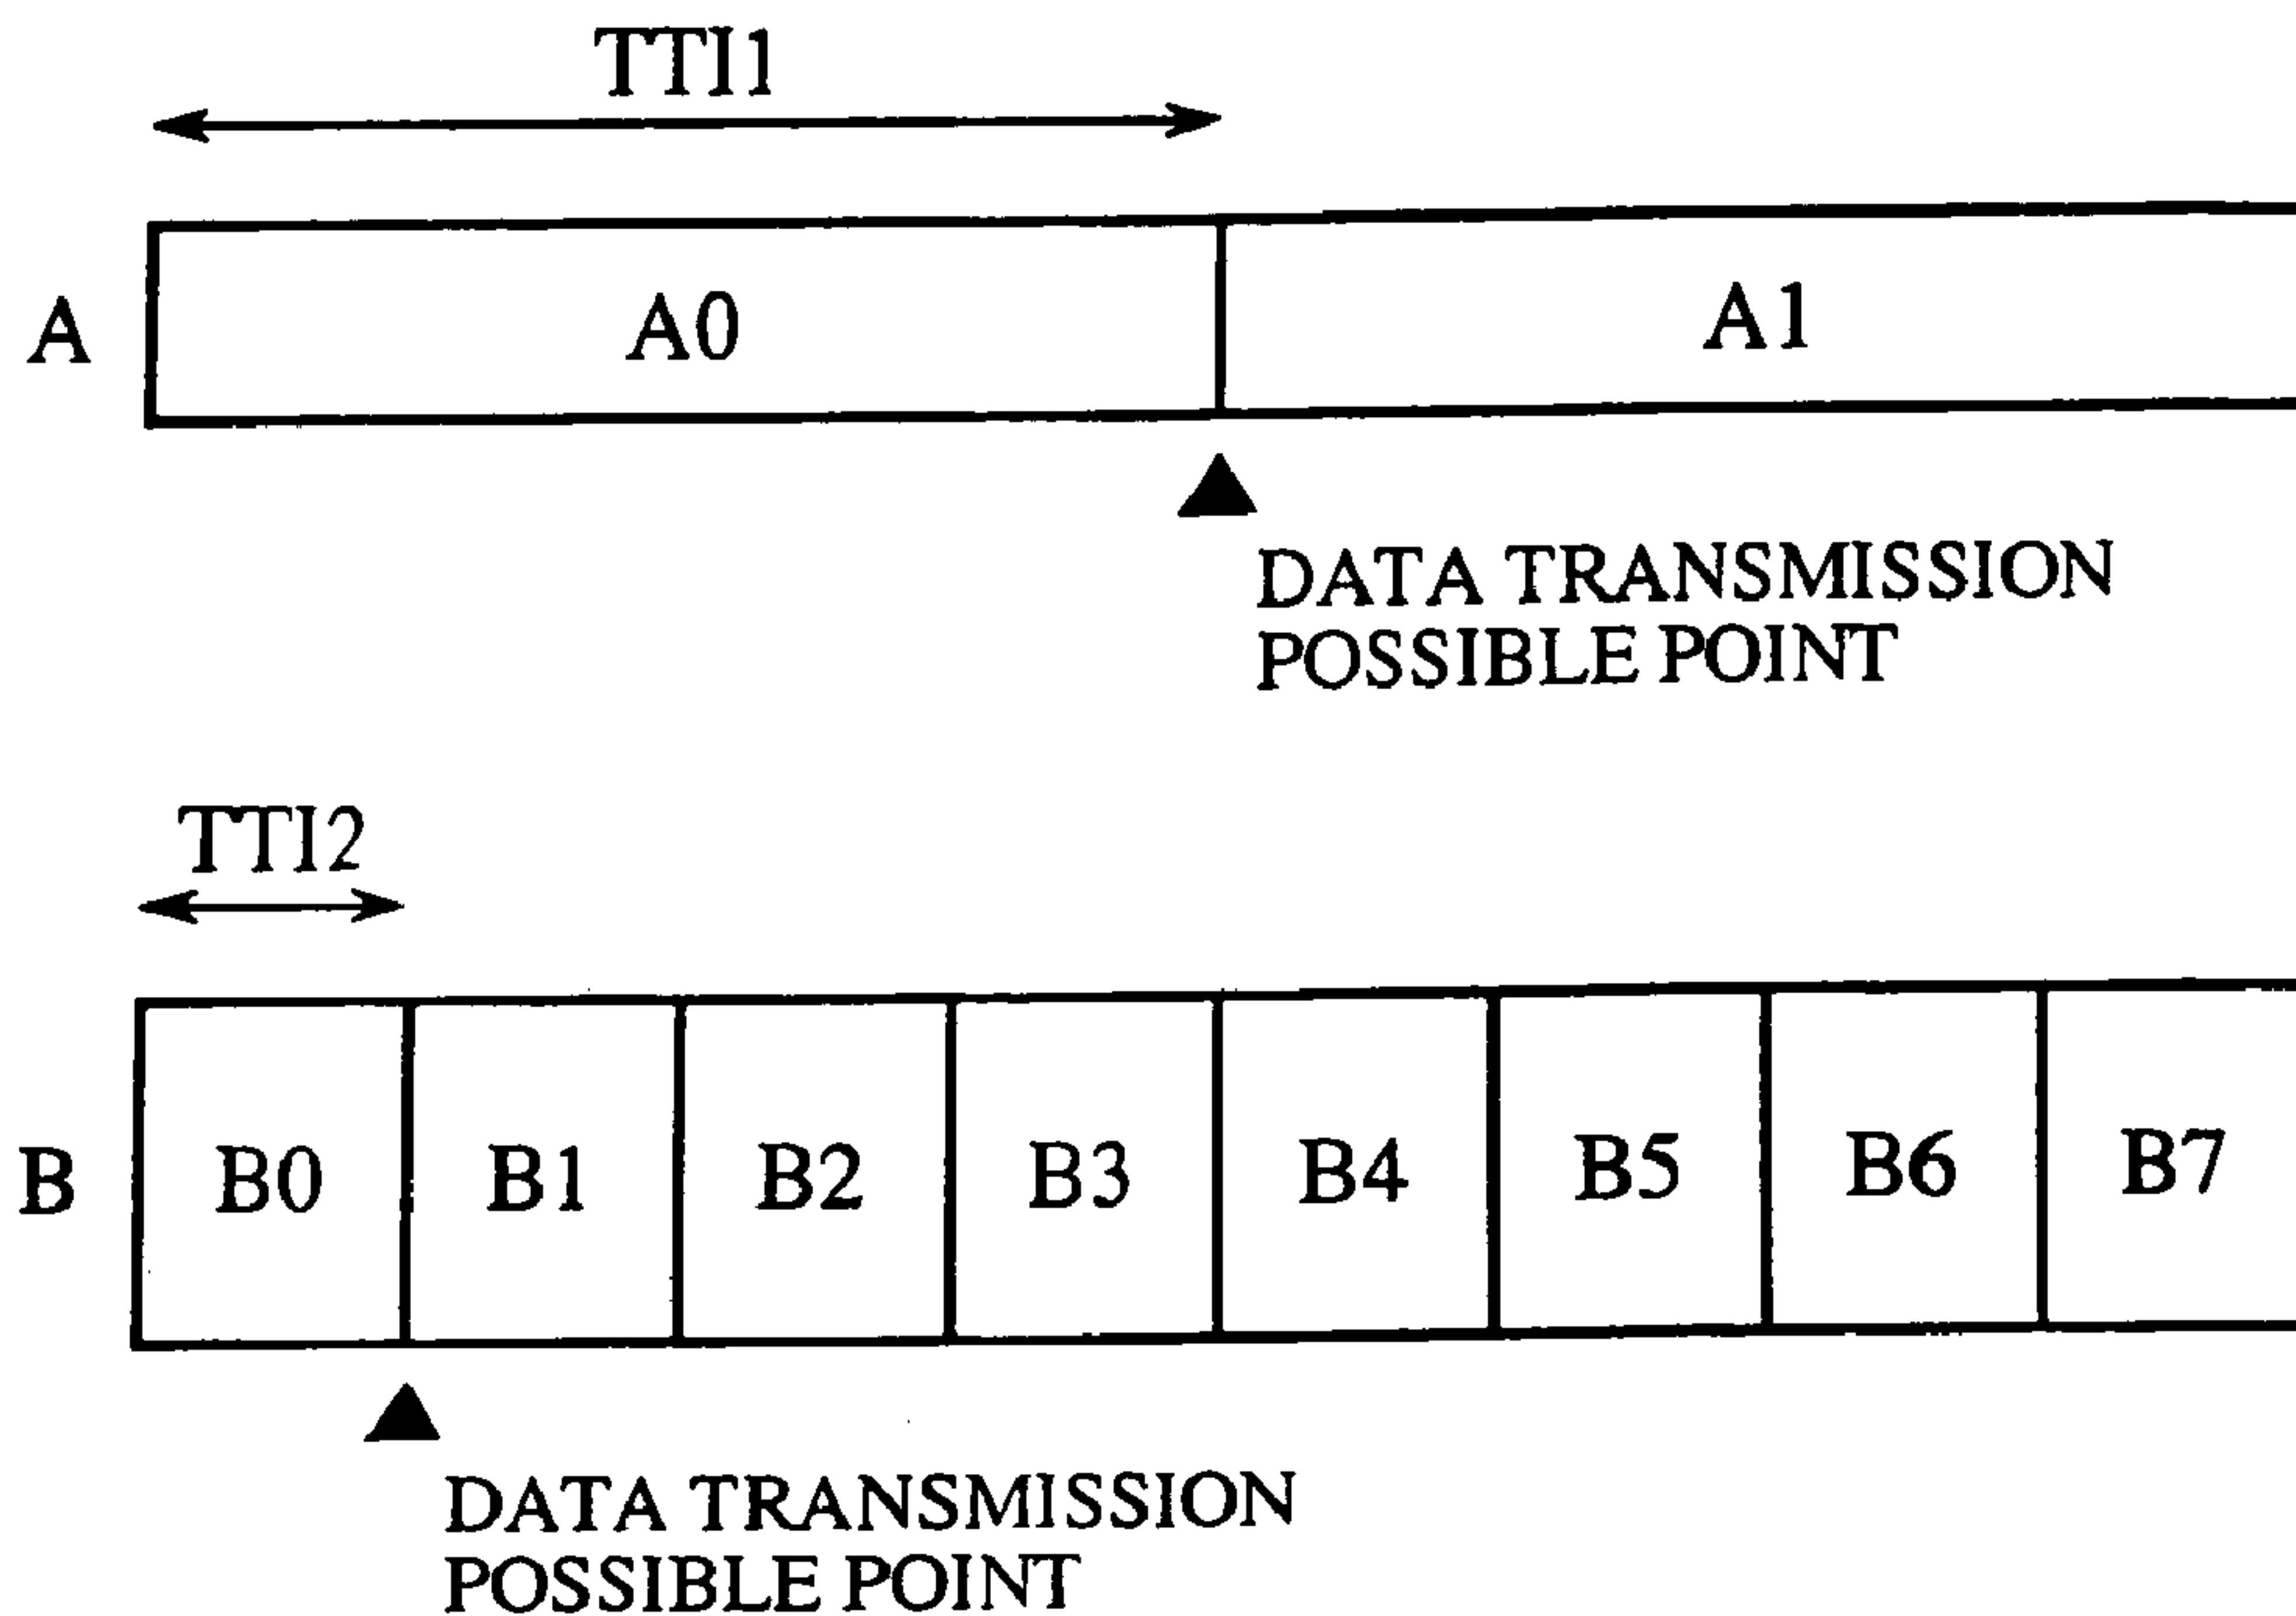 TTI1
A A0 A1
DATA TRANSMISSION
POSSIBLE POINT
TTI2
B B0 B1 B2 B3 B4 B5 B6 B7
DATA TRANSMISSION
POSSIBLE POINT